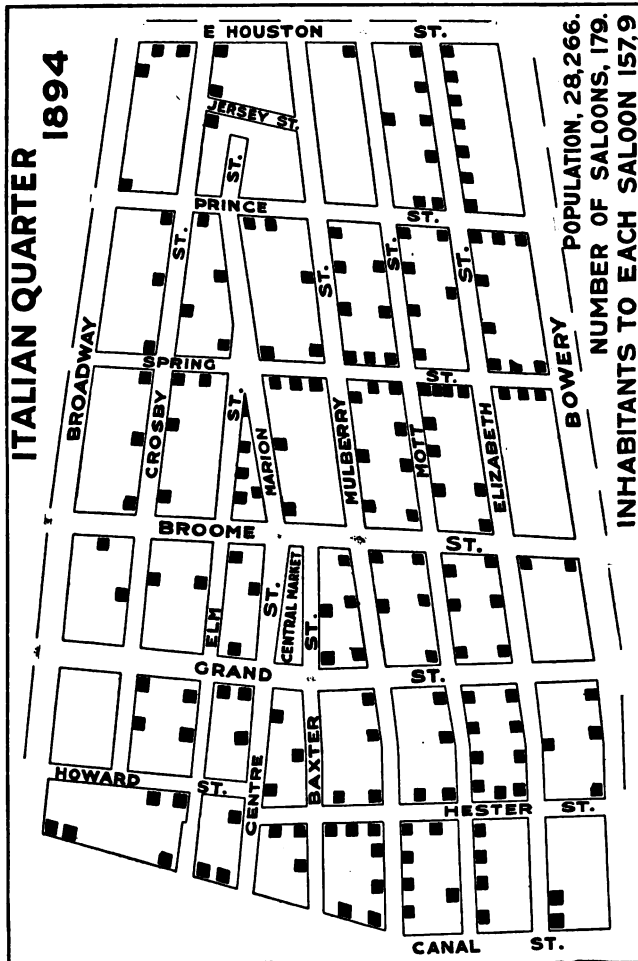 ITALIAN QUARTER
1894
E HOUSTON ST.
JERSEY ST.
ST.
PRINCE ST.
ST.
ST.
ST.
ST.
BROADWAY
SPRING ST.
CROSBY
ST.
MARION
MULBERRY
MOTT
ELIZABETH
BOWERY
BROOME ST.
ELM
ST.
CENTRAL MARKET
ST.
GRAND ST.
HOWARD ST.
CENTRE
BAXTER
HESTER ST.
CANAL ST.
POPULATION, 28,266.
NUMBER OF SALOONS, 179.
INHABITANTS TO EACH SALOON 157,9